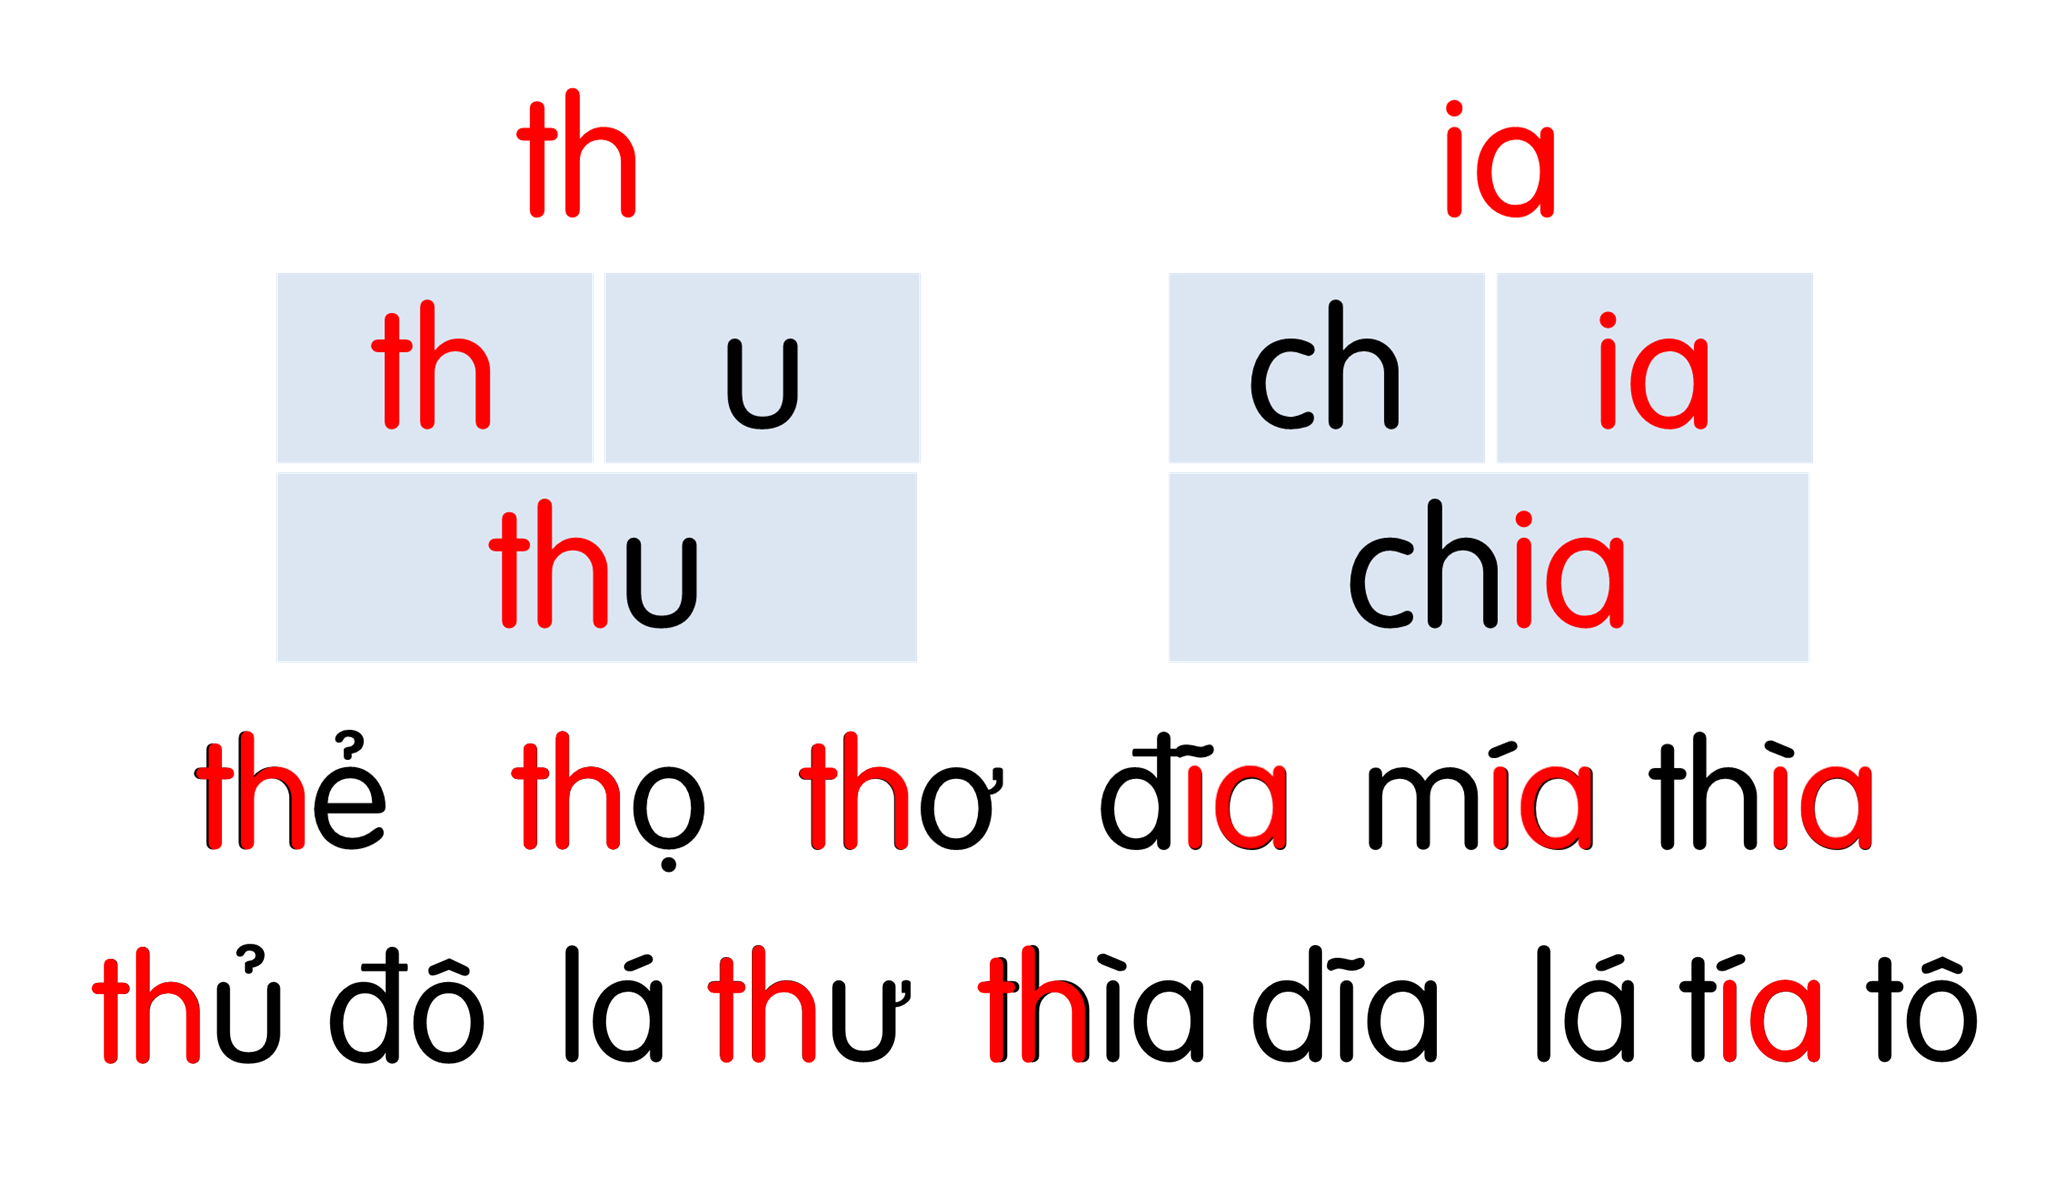 th ia
th u ch ia
thu chia
thẻ thọ thơ đĩa mía thìa
thủ đô lá thư thìa dĩa lá tía tô